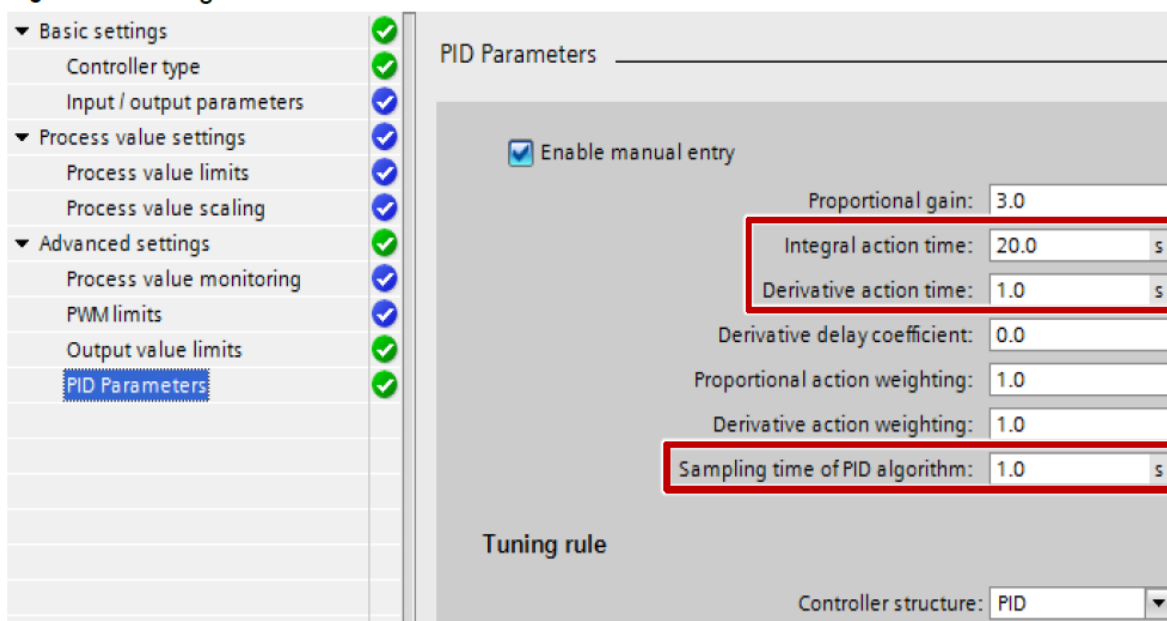 Basic settings
Controller type
Input / output parameters
Process value settings
Process value limits
Process value scaling
Advanced settings
Process value monitoring
PWM limits
Output value limits
PID Parameters
PID Parameters
Enable manual entry
Proportional gain: 3.0
Integral action time: 20.0 s
Derivative action time: 1.0 s
Derivative delay coefficient: 0.0
Proportional action weighting: 1.0
Derivative action weighting: 1.0
Sampling time of PID algorithm: 1.0 s
Tuning rule
Controller structure: PID